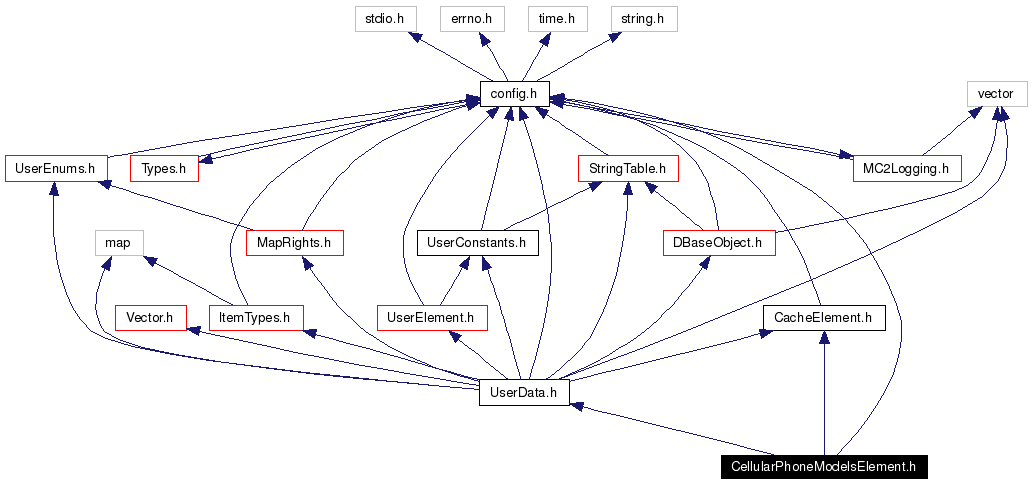 stdio.h
errno.h
time.h
string.h
config.h
vector
UserEnums.h
Types.h
StringTable.h
MC2Logging.h
map
MapRights.h
UserConstants.h
DBaseObject.h
Vector.h
ItemTypes.h
UserElement.h
CacheElement.h
UserData.h
CellularPhoneModelsElement.h